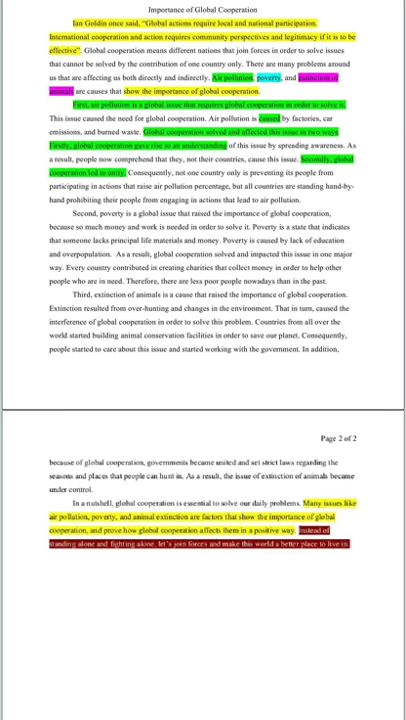 Importance of Global Cooperation
Ian Goldin once said, "Global actions require local and national participation.
International cooperation and action requires community perspectives and legitimacy if it is to be
effective". Global cooperation means different nations that join forces in order to solve issues
that cannot be solved by the contribution of one country only. There are many problems around
us that are affecting us both directly and indirectly. Air pollution, poverty, and extinction of
animals are causes that show the importance of global cooperation.
First, air pollution is a global issue that requires global cooperation in order to solve it.
This issue caused the need for global cooperation. Air pollution is caused by factories, car
emissions, and burned waste. Global cooperation solved and affected this issue in two ways.
Firstly, global cooperation gave rise to an understanding of this issue by spreading awareness. As
a result, people now comprehend that they, not their countries, cause this issue. Secondly, global
cooperation led to unity. Consequently, not one country only is preventing its people from
participating in actions that raise air pollution percentage, but all countries are standing hand-by-
hand prohibiting their people from engaging in actions that lead to air pollution.
Second, poverty is a global issue that raised the importance of global cooperation,
because so much money and work is needed in order to solve it. Poverty is a state that indicates
that someone lacks principal life materials and money. Poverty is caused by lack of education
and overpopulation. As a result, global cooperation solved and impacted this issue in one major
way. Every country contributed in creating charities that collect money in order to help other
people who are in need. Therefore, there are less poor people nowadays than in the past.
Third, extinction of animals is a cause that raised the importance of global cooperation.
Extinction resulted from over-hunting and changes in the environment. That in turn, caused the
interference of global cooperation in order to solve this problem. Countries from all over the
world started building animal conservation facilities in order to save our planet. Consequently,
people started to care about this issue and started working with the government. In addition,
Page 2 of 2
because of global cooperation, governments became united and set strict laws regarding the
seasons and places that people can hunt in. As a result, the issue of extinction of animals became
under control.
In a nutshell, global cooperation is essential to solve our daily problems. Many issues like
air pollution, poverty, and animal extinction are factors that show the importance of global
cooperation, and prove how global cooperation affects them in a positive way. Instead of
standing alone and fighting alone, let's join forces and make this world a better place to live in.